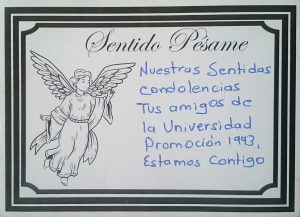 Sentido Pésame
Nuestras Sentidas
condolencias
Tus amigos de
la Universidad
Promoción 1993,
Estamos Contigo